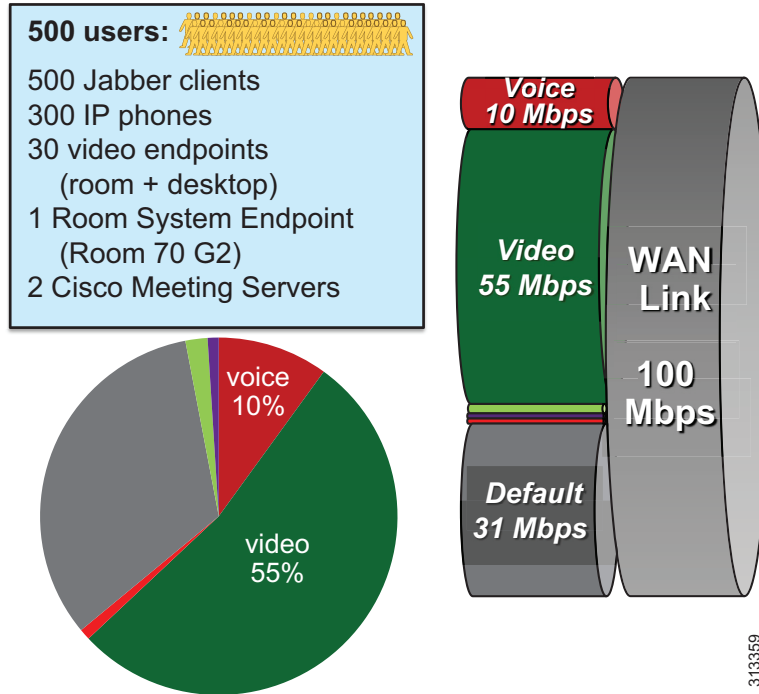 500 users:
500 Jabber clients
300 IP phones
30 video endpoints
(room + desktop)
1 Room System Endpoint
(Room 70 G2)
2 Cisco Meeting Servers
voice
10%
video
55%
Voice
10 Mbps
Video
55 Mbps
Default
31 Mbps
WAN
Link
100
Mbps
313359